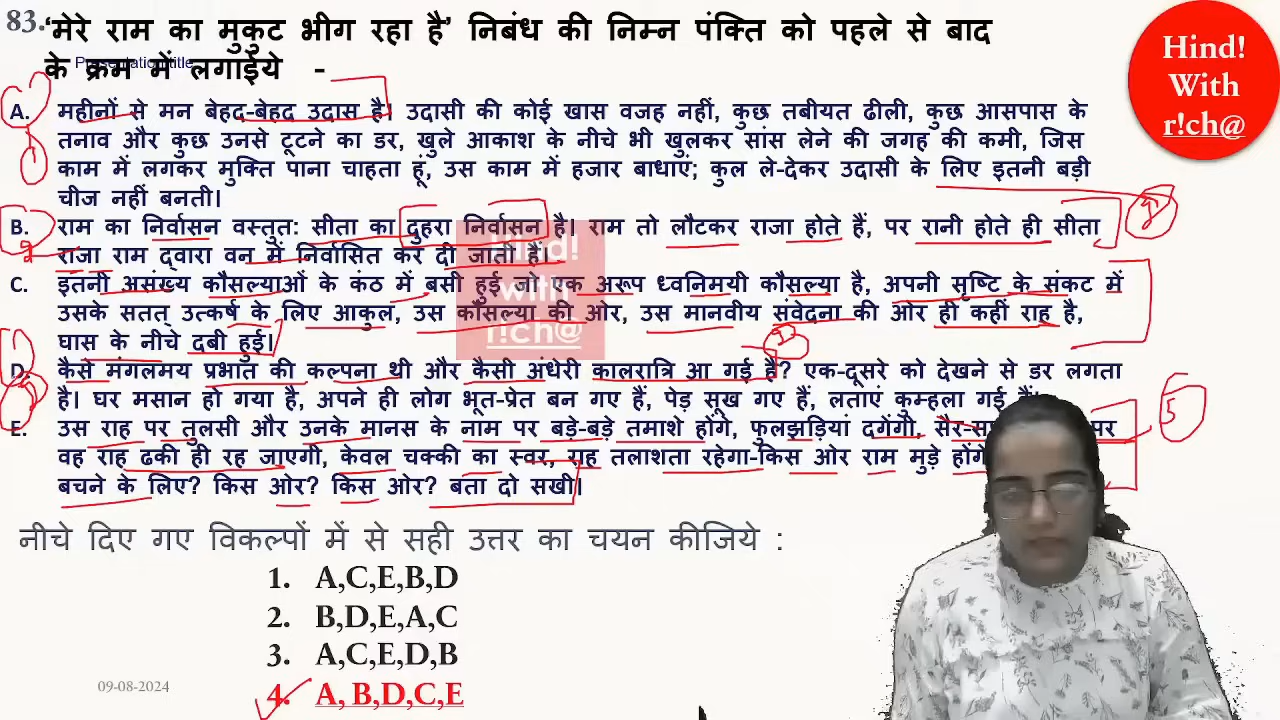 83.
‘मेरे राम का मुकुट भीग रहा है’ निबंध की निम्न पंक्ति को पहले से बाद
के क्रम में लगाईये -
Presentation title
Hind!
With
r!ch@
A. महीनों से मन बेहद-बेहद उदास है। उदासी की कोई खास वजह नहीं, कुछ तबीयत ढीली, कुछ आसपास के
तनाव और कुछ उनसे टूटने का डर, खुले आकाश के नीचे भी खुलकर सांस लेने की जगह की कमी, जिस
काम में लगकर मुक्ति पाना चाहता हूं, उस काम में हजार बाधाएं; कुल ले-देकर उदासी के लिए इतनी बड़ी
चीज नहीं बनती।
B. राम का निर्वासन वस्तुत: सीता का दुहरा निर्वासन है। राम तो लौटकर राजा होते हैं, पर रानी होते ही सीता
राजा राम द्वारा वन में निर्वासित कर दी जाती हैं।
C. इतनी असंख्य कौसल्याओं के कंठ में बसी हुई जो एक अरूप ध्वनिमयी कौसल्या है, अपनी सृष्टि के संकट में
उसके सतत् उत्कर्ष के लिए आकुल, उस कौसल्या की ओर, उस मानवीय संवेदना की ओर ही कहीं राह है,
घास के नीचे दबी हुई।
D. कैसे मंगलमय प्रभात की कल्पना थी और कैसी अंधेरी कालरात्रि आ गई है? एक-दूसरे को देखने से डर लगता
है। घर मसान हो गया है, अपने ही लोग भूत-प्रेत बन गए हैं, पेड़ सूख गए हैं, लताएं कुम्हला गई हैं।
E. उस राह पर तुलसी और उनके मानस के नाम पर बड़े-बड़े तमाशे होंगे, फुलझड़ियां दगेंगी, पर
वह राह ढकी ही रह जाएगी, केवल चक्की का स्वर, राह तलाशता रहेगा-किस ओर राम मुड़े होंगे
बचने के लिए? किस ओर? किस ओर? बता दो सखी।
Hind!
with
r!ch@
5
नीचे दिए गए विकल्पों में से सही उत्तर का चयन कीजिये :
1. A,C,E,B,D
2. B,D,E,A,C
3. A,C,E,D,B
4. A, B,D,C,E
09-08-2024